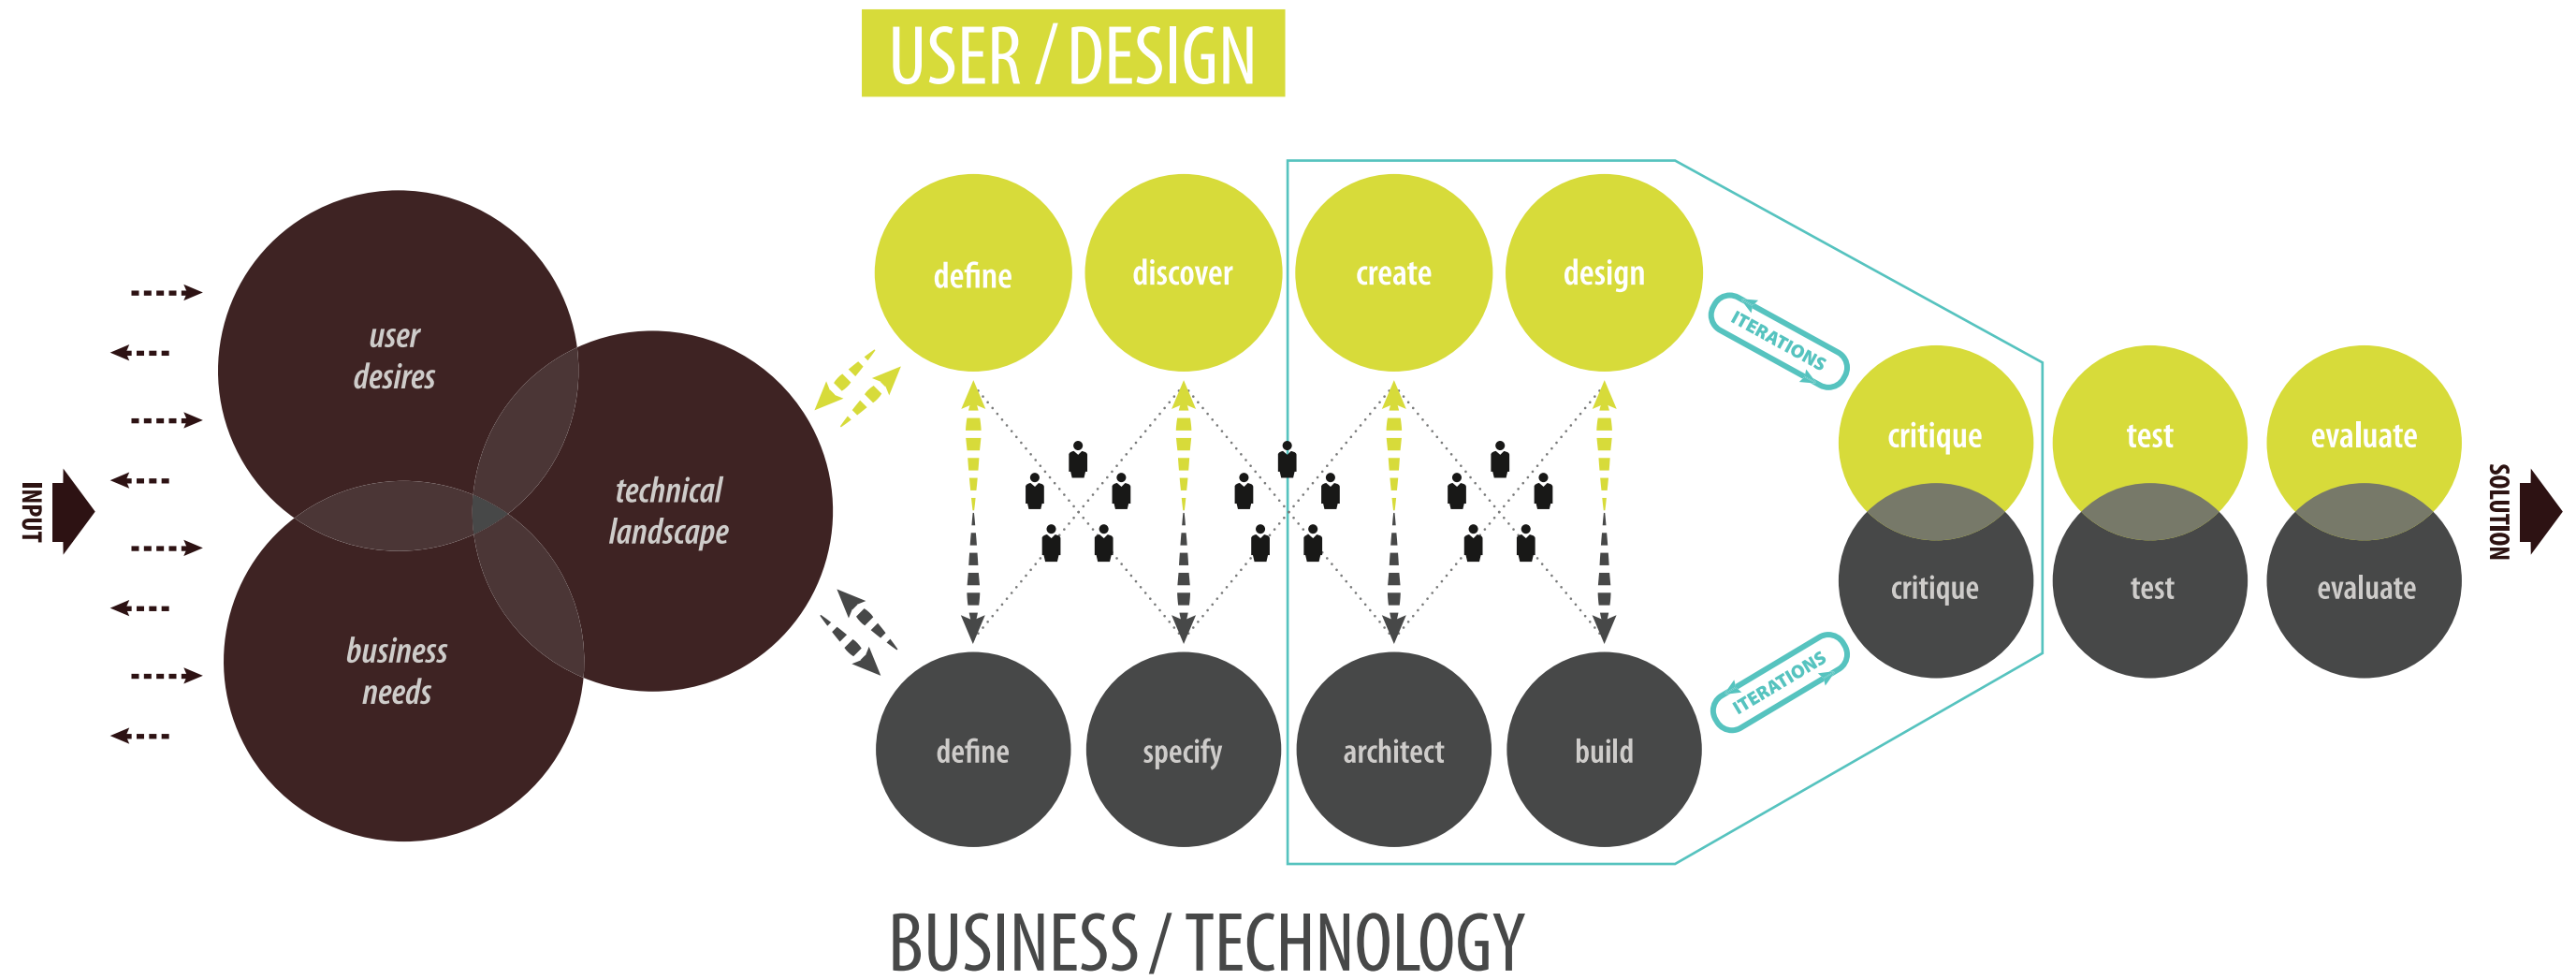 USER / DESIGN
INPUT
user
desires
technical
landscape
business
needs
define
discover
create
design
ITERATIONS
critique
test
evaluate
critique
test
evaluate
SOLUTION
ITERATIONS
define
specify
architect
build
BUSINESS / TECHNOLOGY